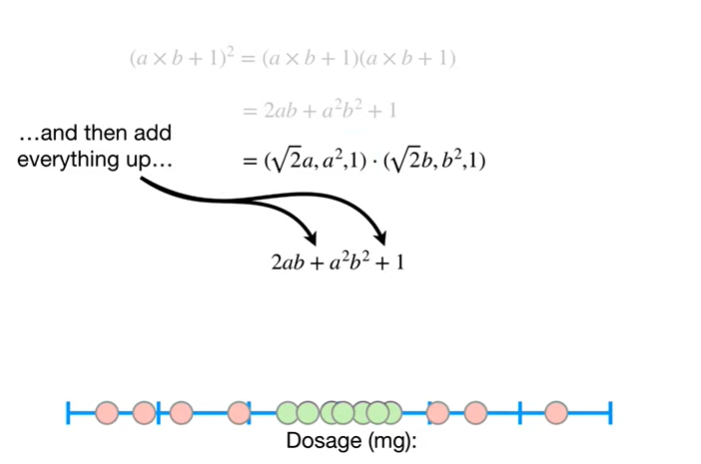 (a × b + 1)² = (a × b + 1)(a × b + 1)
= 2ab + a²b² + 1
…and then add
everything up…
= (√2a, a²,1) · (√2b, b²,1)
2ab + a²b² + 1
Dosage (mg):